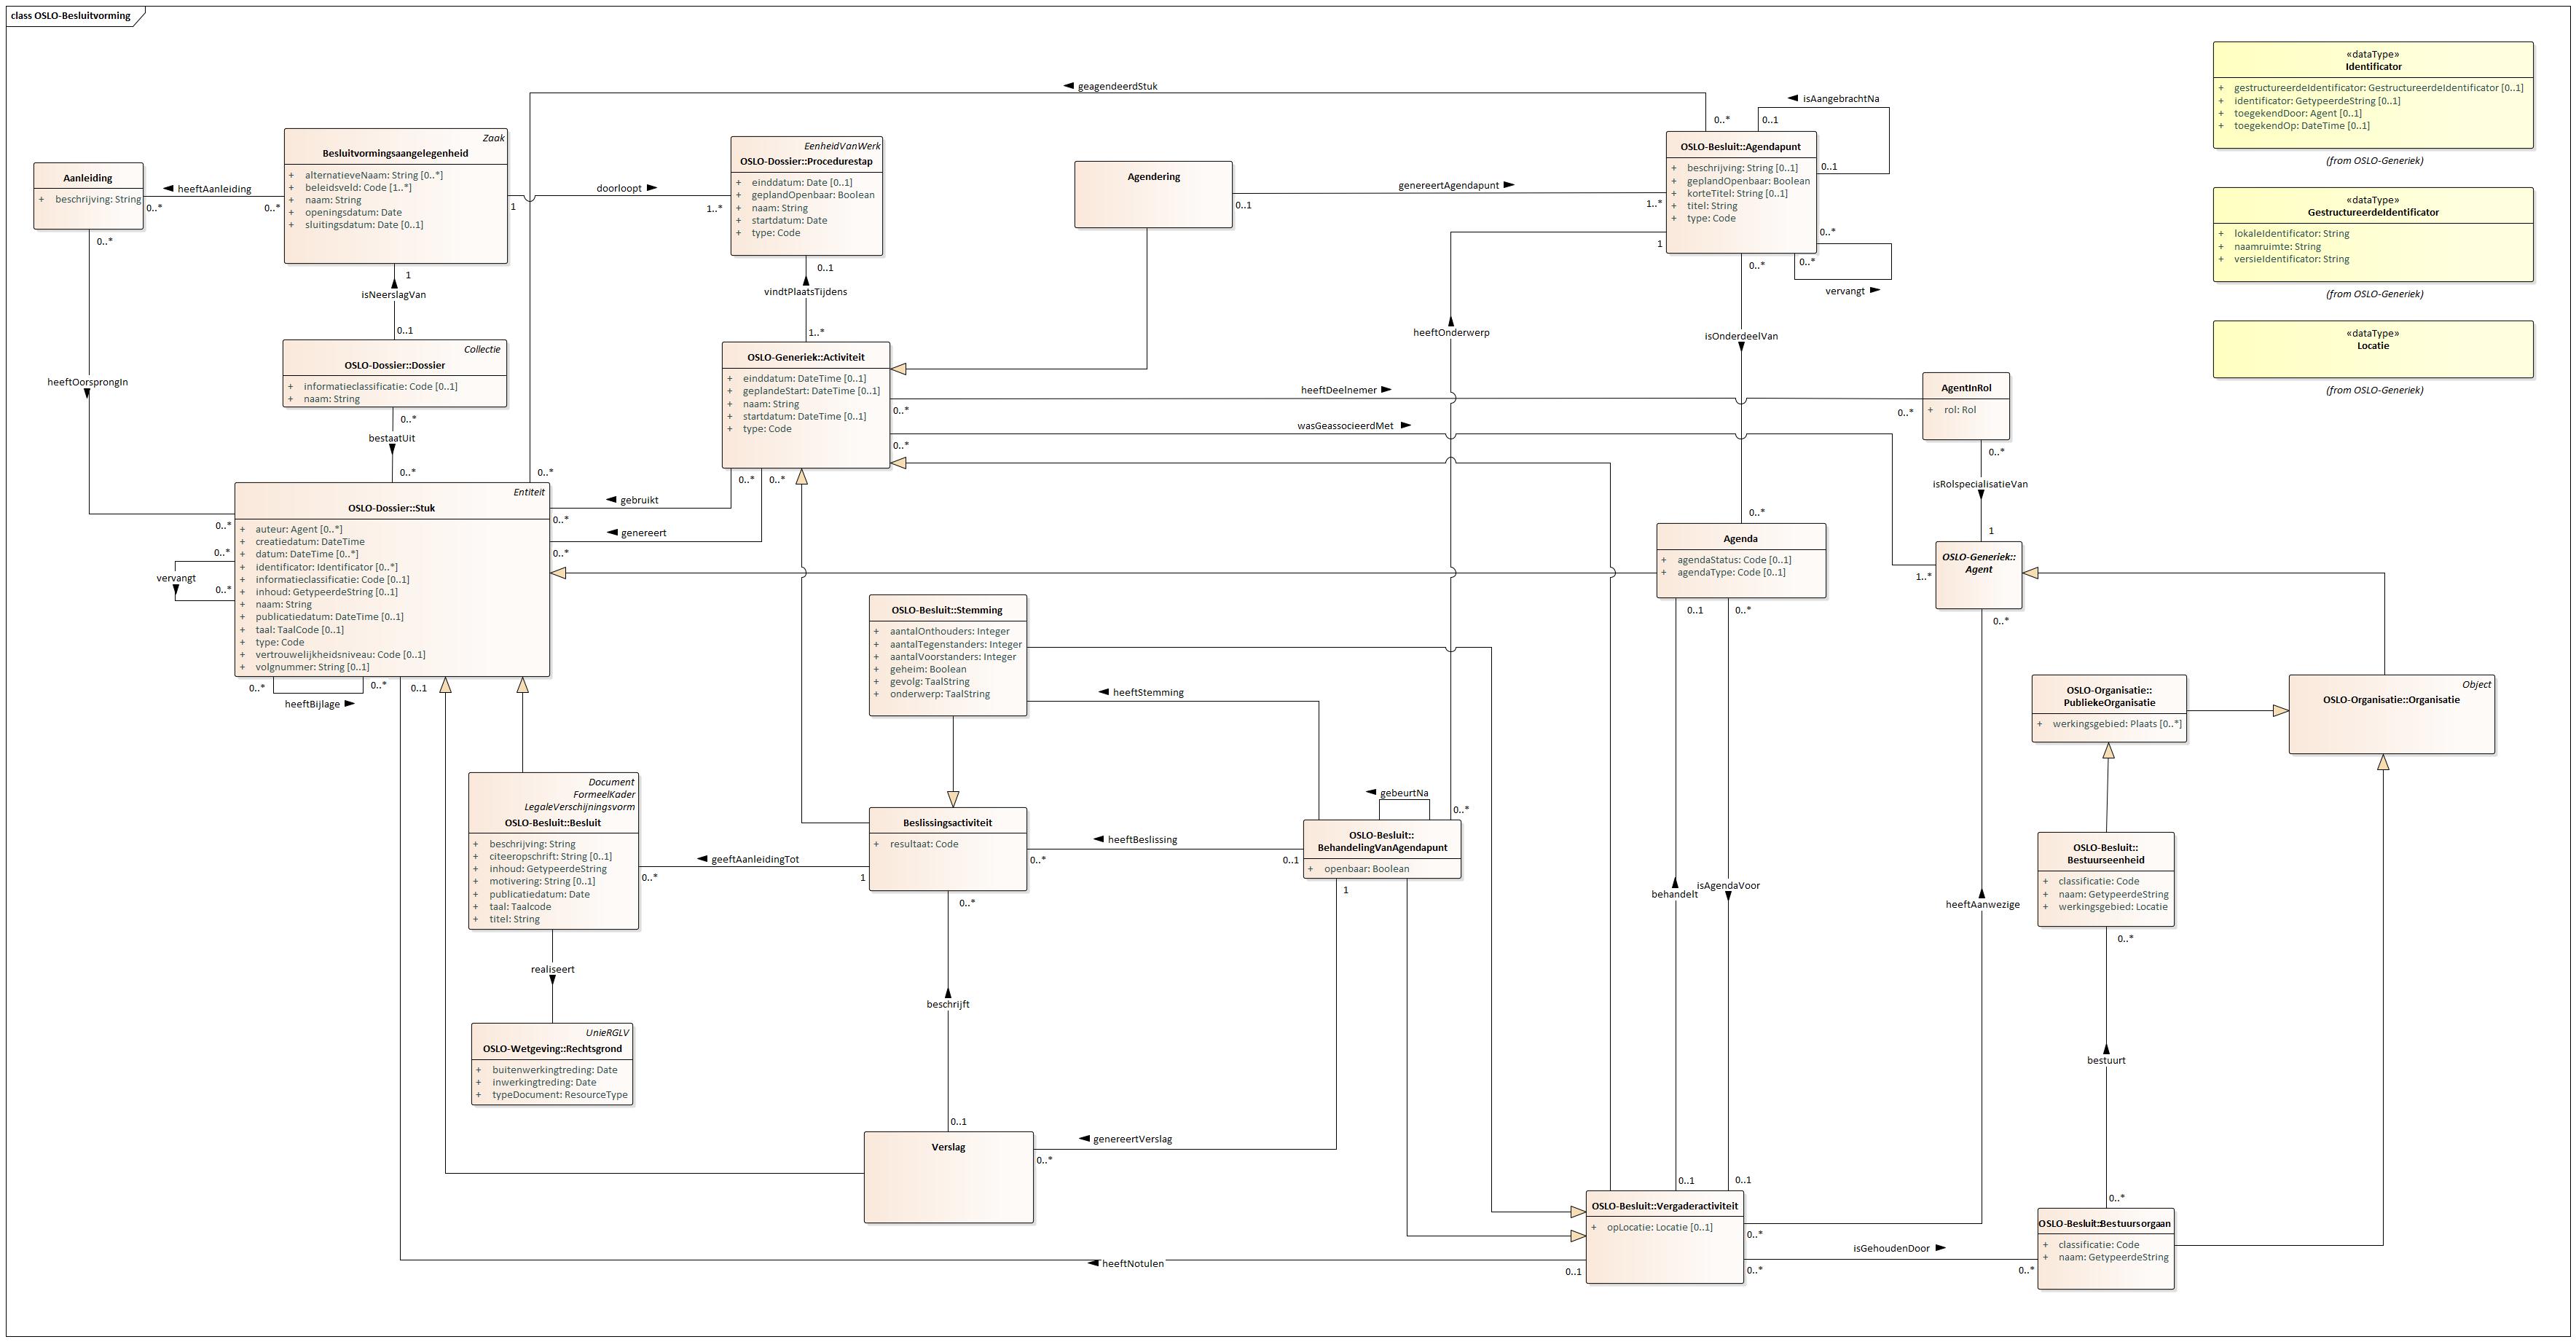 class OSLO-Besluitvorming
«dataType»
Identificator
+ gestructureerdeIdentificator: GestructureerdeIdentificator [0..1]
+ identificator: GetypeerdeString [0..1]
+ toegekendDoor: Agent [0..1]
+ toegekendOp: DateTime [0..1]
(from OSLO-Generiek)
«dataType»
GestructureerdeIdentificator
+ lokaleIdentificator: String
+ naamruimte: String
+ versieIdentificator: String
(from OSLO-Generiek)
«dataType»
Locatie
(from OSLO-Generiek)
geagendeerdStuk
0..*
0..*
isAangebrachtNa
0..1
0..1
Aanleiding
+ beschrijving: String
heeftAanleiding
0..*
0..*
Zaak
Besluitvormingsaangelegenheid
+ alternatieveNaam: String [0..*]
+ beleidsveld: Code [1..*]
+ naam: String
+ openingsdatum: Date
+ sluitingsdatum: Date [0..1]
doorloopt
1
1..*
EenheidVanWerk
OSLO-Dossier::Procedurestap
+ einddatum: Date [0..1]
+ geplandOpenbaar: Boolean
+ naam: String
+ startdatum: Date
+ type: Code
Agendering
genereertAgendapunt
0..1
1..*
OSLO-Besluit::Agendapunt
+ beschrijving: String [0..1]
+ geplandOpenbaar: Boolean
+ korteTitel: String [0..1]
+ titel: String
+ type: Code
0..*
0..*
vervangt
1
heeftOnderwerp
0..*
0..*
isOnderdeelVan
0..*
0..*
heeftOorsprongIn
0..*
1
isNeerslagVan
0..1
Collectie
OSLO-Dossier::Dossier
+ informatieclassificatie: Code [0..1]
+ naam: String
0..*
bestaatUit
0..*
0..1
vindtPlaatsTijdens
1..*
OSLO-Generiek::Activiteit
+ einddatum: DateTime [0..1]
+ geplandeStart: DateTime [0..1]
+ naam: String
+ startdatum: DateTime [0..1]
+ type: Code
heeftDeelnemer
0..*
0..*
wasGeassocieerdMet
0..*
1..*
AgentInRol
+ rol: Rol
0..*
isRolspecialisatieVan
1
OSLO-Generiek::
Agent
0..*
0..*
gebruikt
0..*
0..*
genereert
0..*
Entiteit
OSLO-Dossier::Stuk
+ auteur: Agent [0..*]
+ creatiedatum: DateTime
+ datum: DateTime [0..*]
+ identificator: Identificator [0..*]
+ informatieclassificatie: Code [0..1]
+ inhoud: GetypeerdeString [0..1]
+ naam: String
+ publicatiedatum: DateTime [0..1]
+ taal: TaalCode [0..1]
+ type: Code
+ vertrouwelijkheidsniveau: Code [0..1]
+ volgnummer: String [0..1]
0..*
vervangt
0..*
0..*
0..*
heeftBijlage
0..1
Agenda
+ agendaStatus: Code [0..1]
+ agendaType: Code [0..1]
0..1
0..*
behandelt
isAgendaVoor
0..1
0..1
OSLO-Besluit::Stemming
+ aantalOnthouders: Integer
+ aantalTegenstanders: Integer
+ aantalVoorstanders: Integer
+ geheim: Boolean
+ gevolg: TaalString
+ onderwerp: TaalString
heeftStemming
OSLO-Organisatie::
PubliekeOrganisatie
+ werkingsgebied: Plaats [0..*]
Object
OSLO-Organisatie::Organisatie
Document
FormeelKader
LegaleVerschijningsvorm
OSLO-Besluit::Besluit
+ beschrijving: String
+ citeeropschrift: String [0..1]
+ inhoud: GetypeerdeString
+ motivering: String [0..1]
+ publicatiedatum: Date
+ taal: Taalcode
+ titel: String
geeftAanleidingTot
0..*
1
Beslissingsactiviteit
+ resultaat: Code
heeftBeslissing
0..*
0..1
gebeurtNa
OSLO-Besluit::
BehandelingVanAgendapunt
+ openbaar: Boolean
1
OSLO-Besluit::
Bestuurseenheid
+ classificatie: Code
+ naam: GetypeerdeString
+ werkingsgebied: Locatie
0..*
bestuurt
0..*
heeftAanwezige
0..*
realiseert
UnieRGLV
OSLO-Wetgeving::Rechtsgrond
+ buitenwerkingtreding: Date
+ inwerkingtreding: Date
+ typeDocument: ResourceType
0..*
beschrijft
0..1
Verslag
genereertVerslag
0..*
OSLO-Besluit::Vergaderactiviteit
+ opLocatie: Locatie [0..1]
isGehoudenDoor
0..*
0..*
OSLO-Besluit::Bestuursorgaan
+ classificatie: Code
+ naam: GetypeerdeString
heeftNotulen
0..1